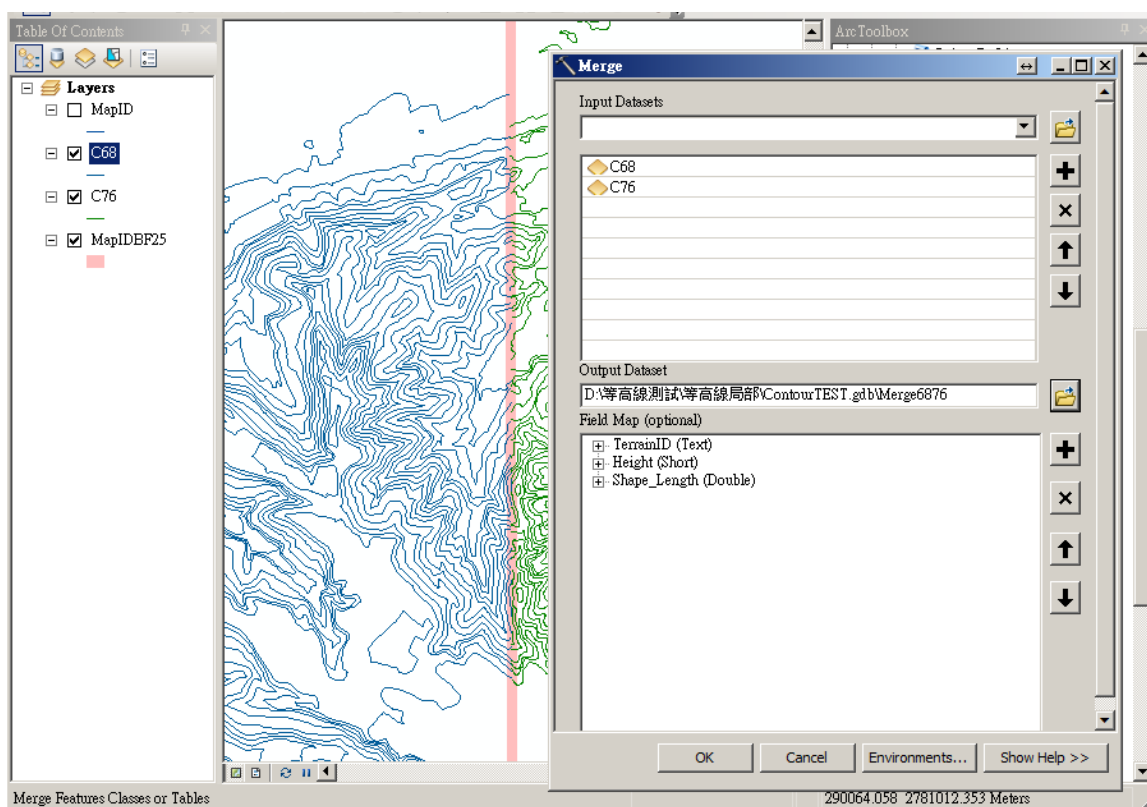 Table Of Contents
Layers
MapID
C68
C76
MapIDBF25
ArcToolbox
Merge
Input Datasets
C68
C76
Output Dataset
D:\等高線測試\等高線局部\ContourTEST.gdb\Merge6876
Field Map (optional)
TerrainID (Text)
Height (Short)
Shape_Length (Double)
OK
Cancel
Environments...
Show Help >>
Merge Features Classes or Tables
290064.058 2781012.353 Meters